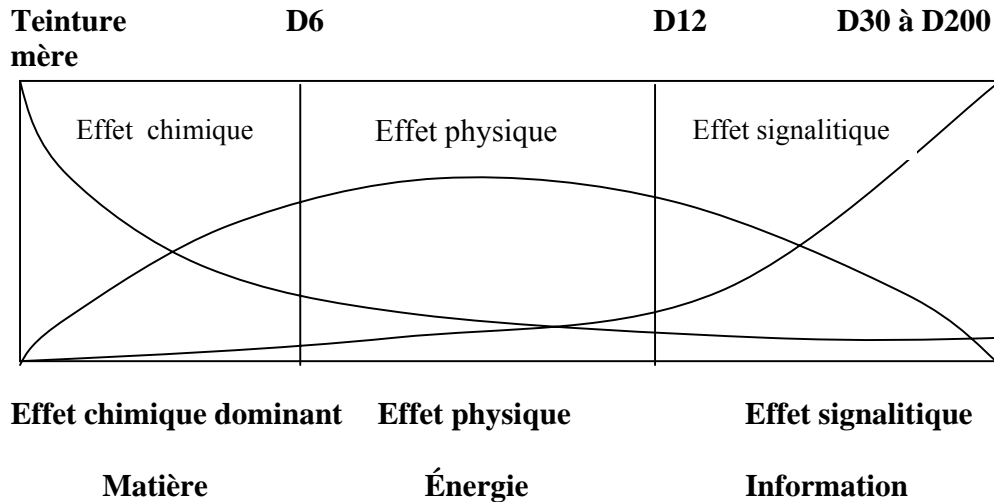 Teinture mère D6 D12 D30 à D200
Effet chimique Effet physique Effet signalitique
Effet chimique dominant Effet physique Effet signalitique
Matière Énergie Information